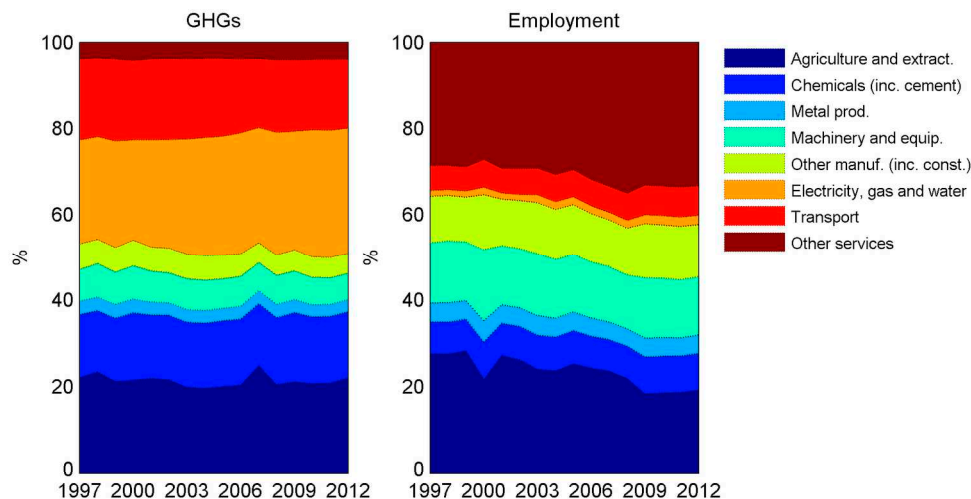 GHGs
Employment
100
80
60
40
20
0
%
1997 2000 2003 2006 2009 2012
100
80
60
40
20
0
%
1997 2000 2003 2006 2009 2012
Agriculture and extract.
Chemicals (inc. cement)
Metal prod.
Machinery and equip.
Other manuf. (inc. const.)
Electricity, gas and water
Transport
Other services